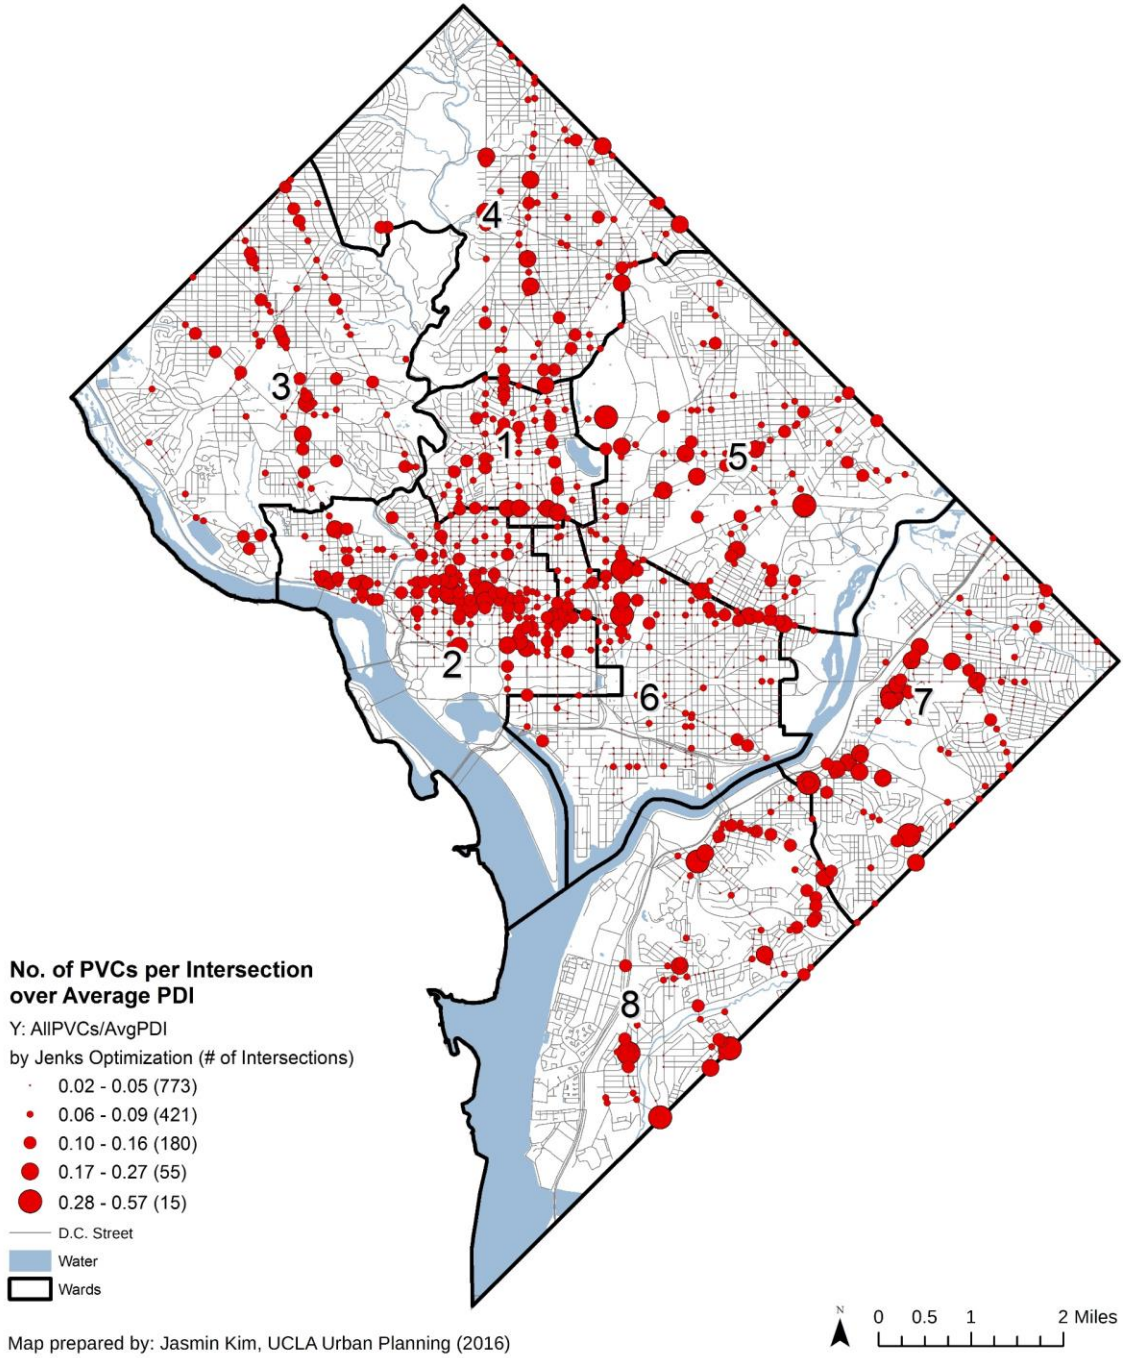 4
3
1
5
2
6
7
8
No. of PVCs per Intersection
over Average PDI
Y: AllPVCs/AvgPDI
by Jenks Optimization (# of Intersections)
0.02 - 0.05 (773)
0.06 - 0.09 (421)
0.10 - 0.16 (180)
0.17 - 0.27 (55)
0.28 - 0.57 (15)
D.C. Street
Water
Wards
Map prepared by: Jasmin Kim, UCLA Urban Planning (2016)
N
0 0.5 1 2 Miles